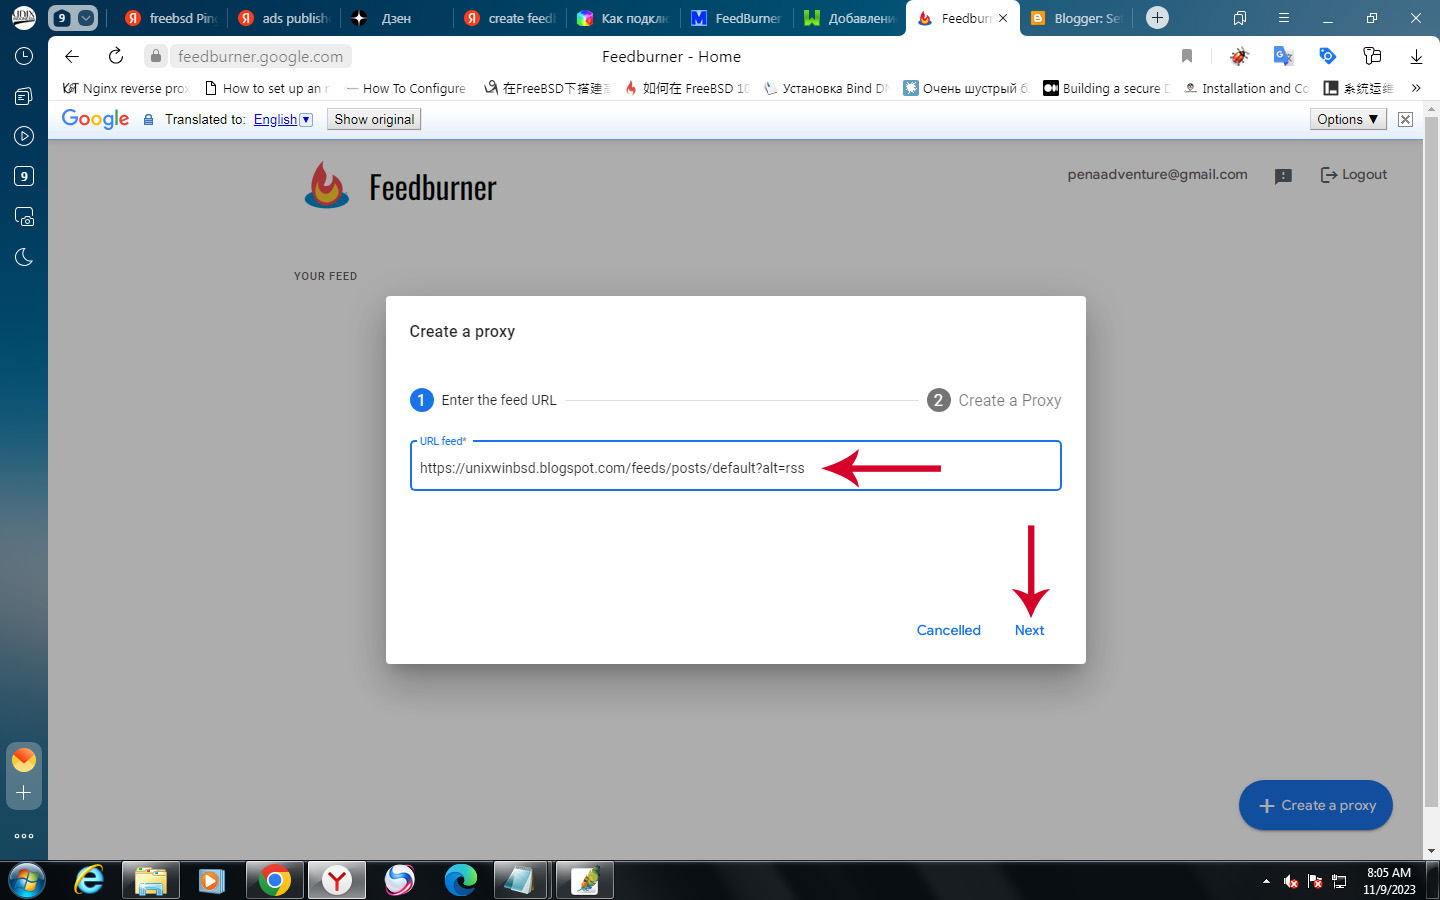 9 freebsd Ping ads publish Дзен create feed Как подклю FeedBurner Добавлени Feedburn Blogger: Se
feedburner.google.com Feedburner - Home
Nginx reverse prox How to set up an How To Configure 在FreeBSD下搭建 如何在 FreeBSD 10 Установка Bind DN Очень шустрый б Building a secure Installation and Co 系统运维 »
Google Translated to: English ▼ Show original Options ▼
9
Feedburner
penaadventure@gmail.com Logout
YOUR FEED
Create a proxy
1 Enter the feed URL 2 Create a Proxy
URL feed*
https://unixwinbsd.blogspot.com/feeds/posts/default?alt=rss
Cancelled Next
+ Create a proxy
8:05 AM
11/9/2023